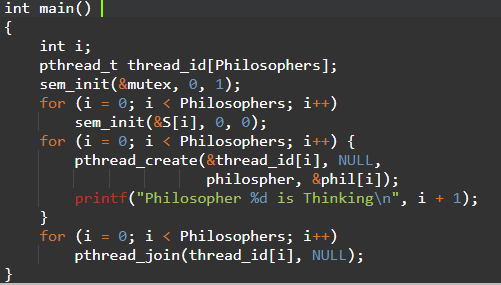 int main()
{
    int i;
    pthread_t thread_id[Philosophers];
    sem_init(&mutex, 0, 1);
    for (i = 0; i < Philosophers; i++)
        sem_init(&S[i], 0, 0);
    for (i = 0; i < Philosophers; i++) {
        pthread_create(&thread_id[i], NULL,
                       philospher, &phil[i]);
        printf("Philosopher %d is Thinking\n", i + 1);
    }
    for (i = 0; i < Philosophers; i++)
        pthread_join(thread_id[i], NULL);
}